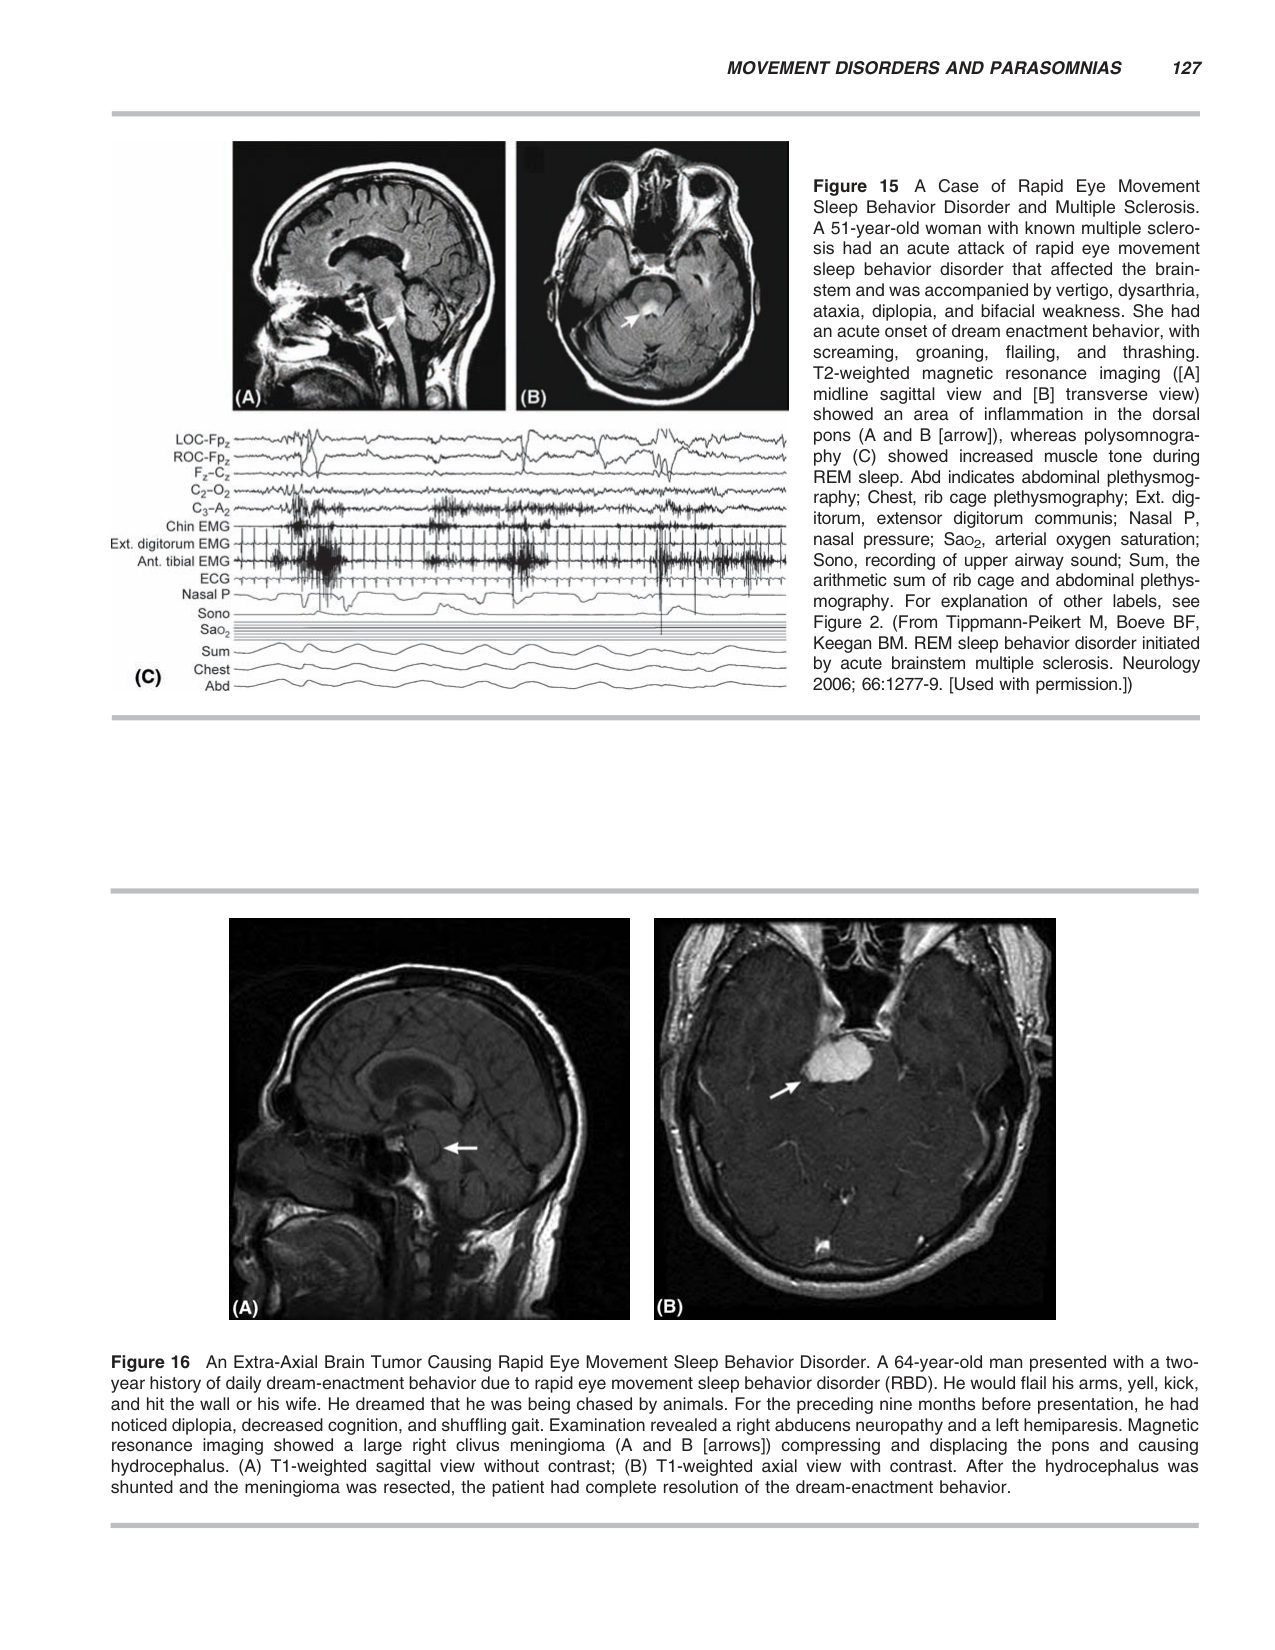 MOVEMENT DISORDERS AND PARASOMNIAS 127
(A)
(B)
LOC-Fpz
ROC-Fpz
Fz–Cz
C2–O2
C3–A2
Chin EMG
Ext. digitorum EMG
Ant. tibial EMG
ECG
Nasal P
Sono
SaO2
Sum
Chest
Abd
(C)
Figure 15 A Case of Rapid Eye Movement
Sleep Behavior Disorder and Multiple Sclerosis.
A 51-year-old woman with known multiple sclero-
sis had an acute attack of rapid eye movement
sleep behavior disorder that affected the brain-
stem and was accompanied by vertigo, dysarthria,
ataxia, diplopia, and bifacial weakness. She had
an acute onset of dream enactment behavior, with
screaming, groaning, flailing, and thrashing.
T2-weighted magnetic resonance imaging ([A]
midline sagittal view and [B] transverse view)
showed an area of inflammation in the dorsal
pons (A and B [arrow]), whereas polysomnogra-
phy (C) showed increased muscle tone during
REM sleep. Abd indicates abdominal plethysmog-
raphy; Chest, rib cage plethysmography; Ext. dig-
itorum, extensor digitorum communis; Nasal P,
nasal pressure; SaO2, arterial oxygen saturation;
Sono, recording of upper airway sound; Sum, the
arithmetic sum of rib cage and abdominal plethys-
mography. For explanation of other labels, see
Figure 2. (From Tippmann-Peikert M, Boeve BF,
Keegan BM. REM sleep behavior disorder initiated
by acute brainstem multiple sclerosis. Neurology
2006; 66:1277-9. [Used with permission.])
(A)
(B)
Figure 16 An Extra-Axial Brain Tumor Causing Rapid Eye Movement Sleep Behavior Disorder. A 64-year-old man presented with a two-
year history of daily dream-enactment behavior due to rapid eye movement sleep behavior disorder (RBD). He would flail his arms, yell, kick,
and hit the wall or his wife. He dreamed that he was being chased by animals. For the preceding nine months before presentation, he had
noticed diplopia, decreased cognition, and shuffling gait. Examination revealed a right abducens neuropathy and a left hemiparesis. Magnetic
resonance imaging showed a large right clivus meningioma (A and B [arrows]) compressing and displacing the pons and causing
hydrocephalus. (A) T1-weighted sagittal view without contrast; (B) T1-weighted axial view with contrast. After the hydrocephalus was
shunted and the meningioma was resected, the patient had complete resolution of the dream-enactment behavior.